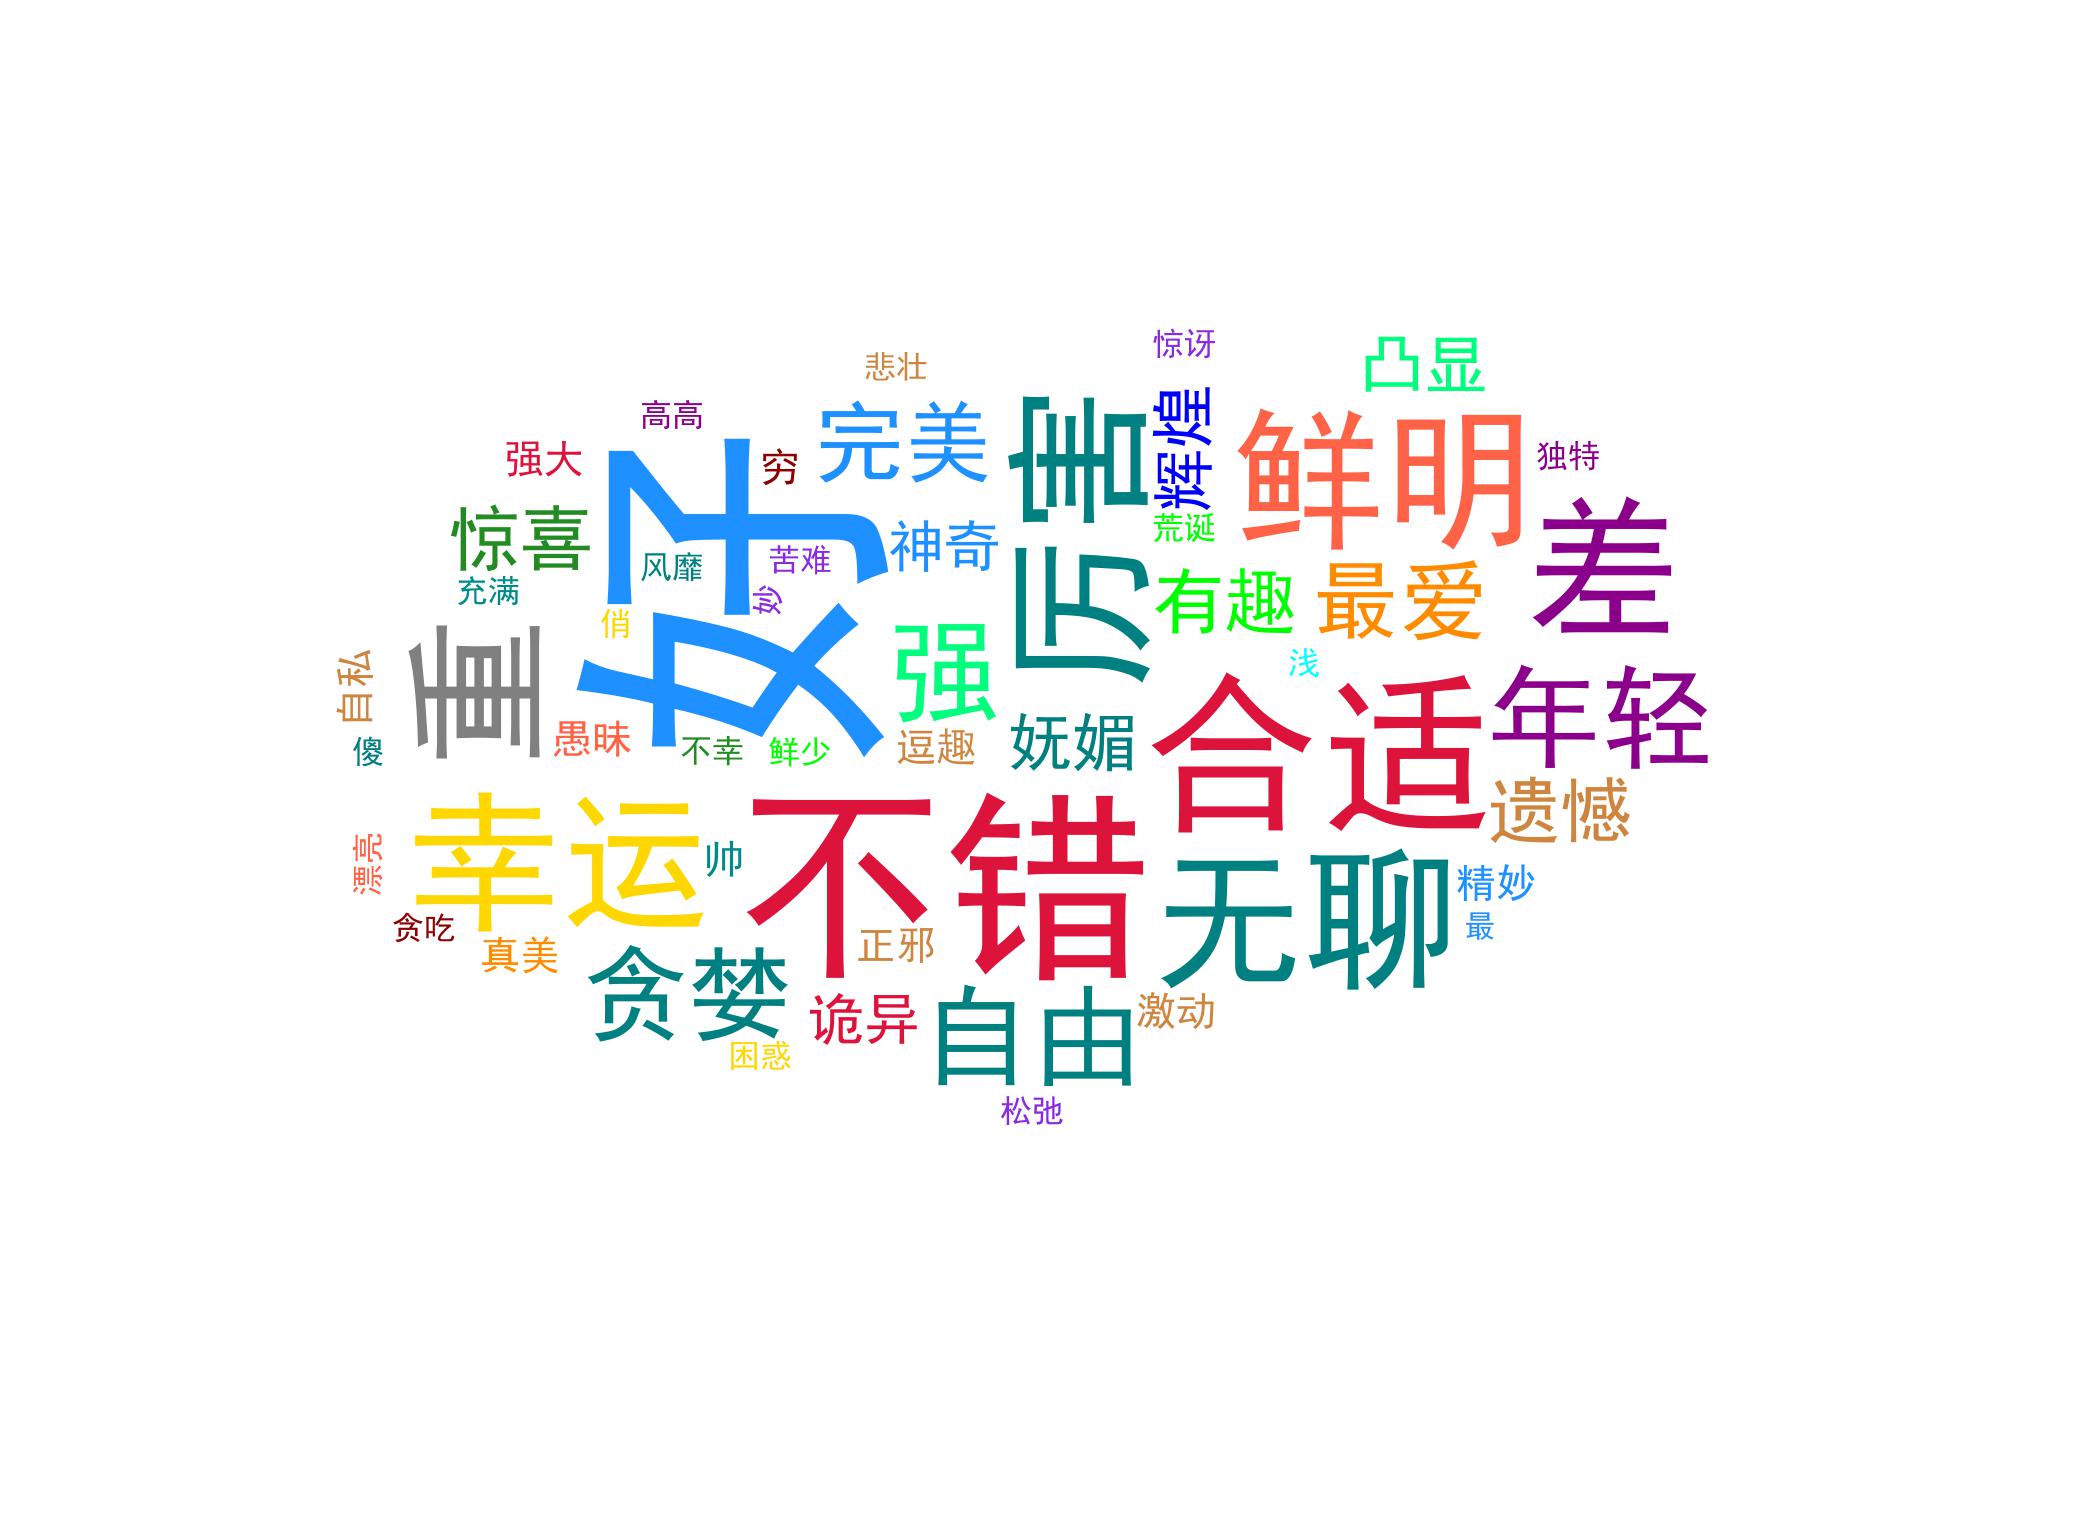 惊讶
凸显
悲壮
高高
完美
厉害
辉煌
鲜明
独特
强大
好
穷
惊喜
神奇
荒诞
差
风靡
苦难
充满
妙
有趣
最爱
俏
强
浅
重
自私
年轻
愚昧
不幸
鲜少
逗趣
妩媚
合适
傻
遗憾
幸运
帅
不错
无聊
漂亮
精妙
贪吃
最
真美
正邪
贪婪
诡异
自由
激动
困惑
松弛